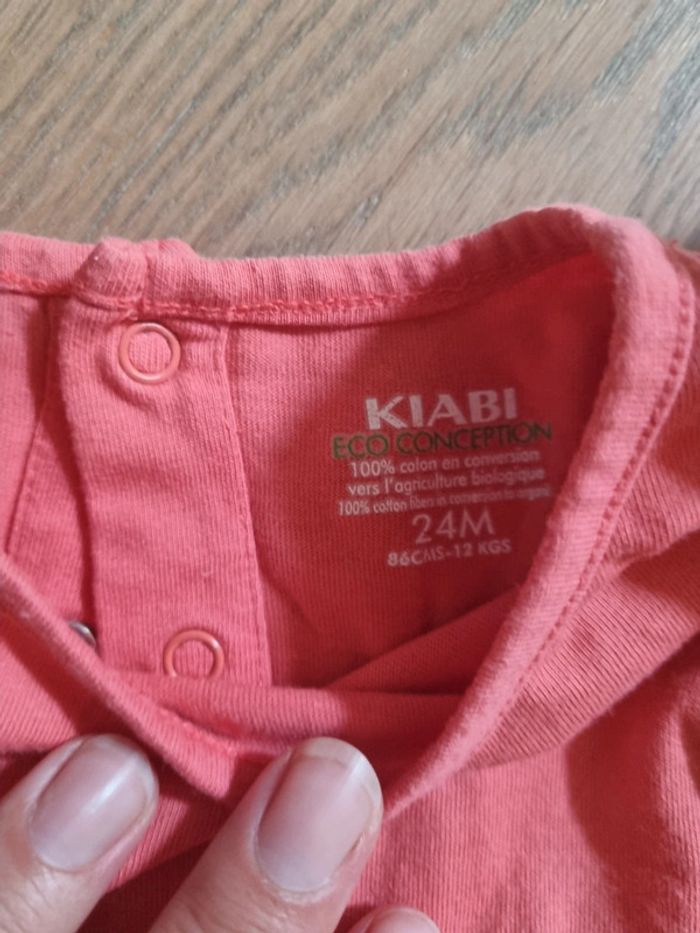 KIABI
ECO CONCEPTION
100% coton en conversion
vers l'agriculture biologique
100% cotton fibers in conversion to organic
24M
86CMS-12 KGS